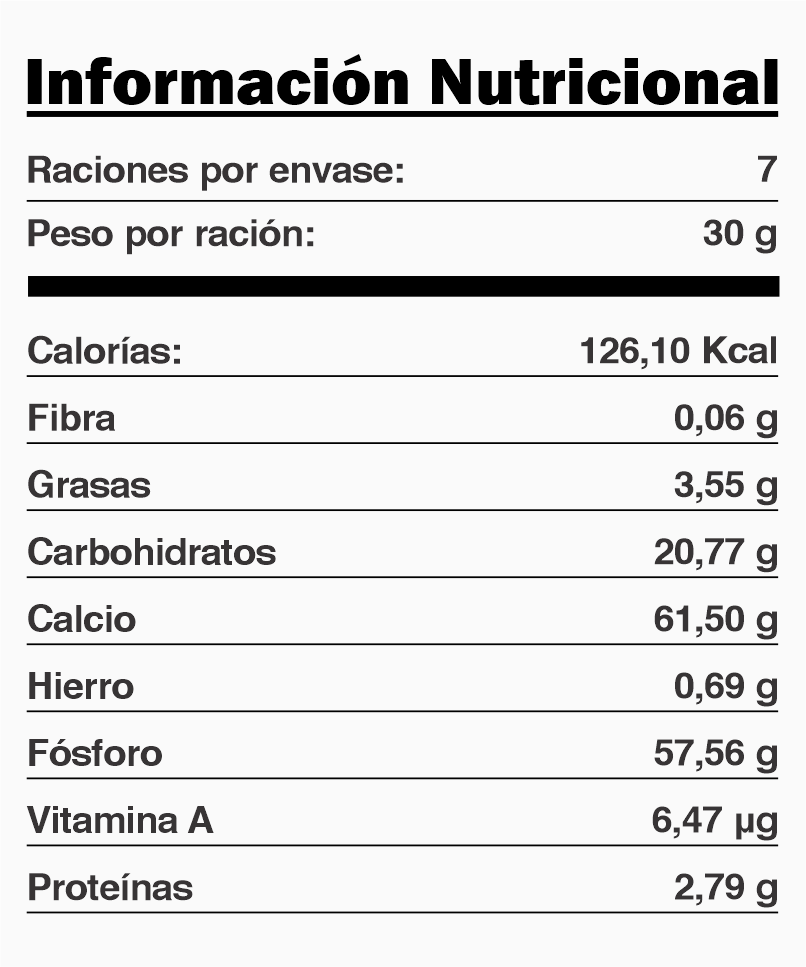 Información Nutricional
Raciones por envase: 7
Peso por ración: 30 g
Calorías: 126,10 Kcal
Fibra 0,06 g
Grasas 3,55 g
Carbohidratos 20,77 g
Calcio 61,50 g
Hierro 0,69 g
Fósforo 57,56 g
Vitamina A 6,47 µg
Proteínas 2,79 g